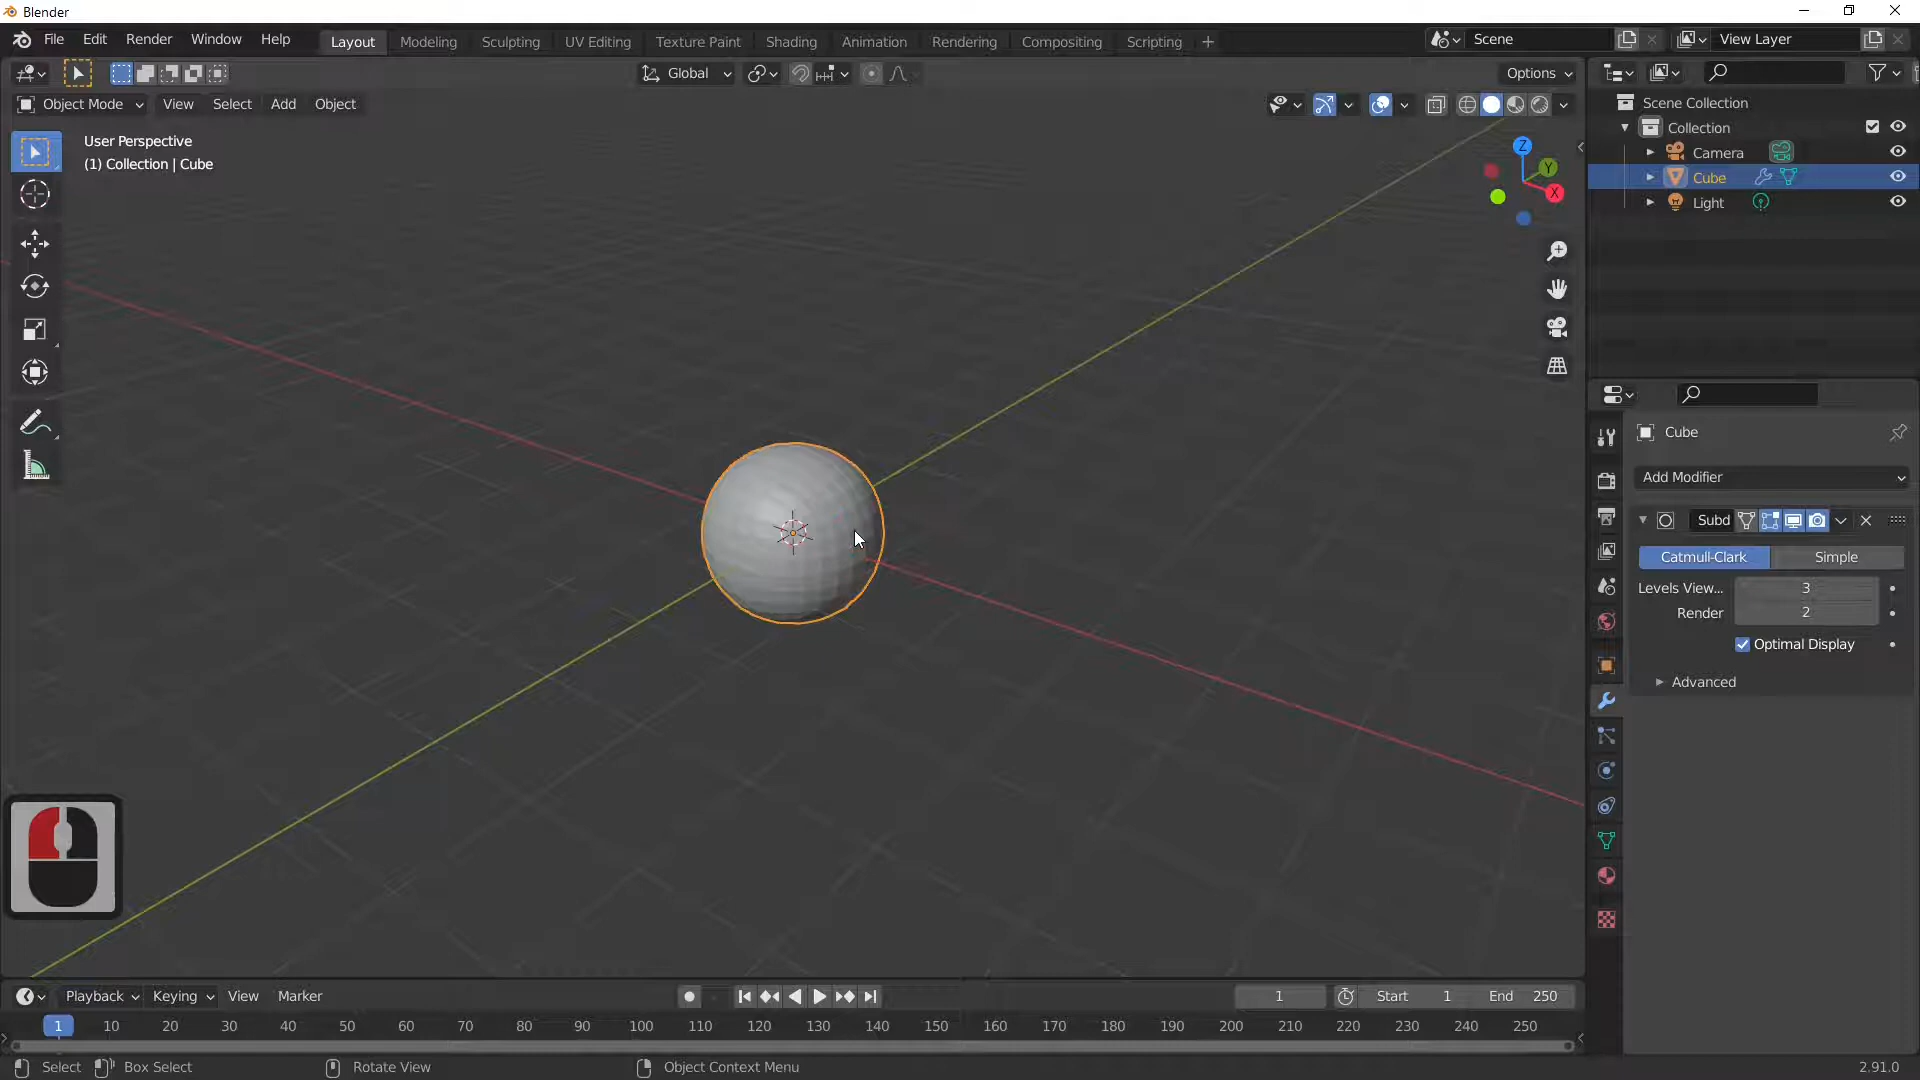 Blender
File Edit Render Window Help Layout Modeling Sculpting UV Editing Texture Paint Shading Animation Rendering Compositing Scripting + Scene View Layer
Global Options
Object Mode View Select Add Object
User Perspective
(1) Collection | Cube
Z
Y
X
Scene Collection
Collection
Camera
Cube
Light
Cube
Add Modifier
Subd
Catmull-Clark Simple
Levels View... 3
Render 2
Optimal Display
Advanced
Playback Keying View Marker 1 Start 1 End 250
1 10 20 30 40 50 60 70 80 90 100 110 120 130 140 150 160 170 180 190 200 210 220 230 240 250
Select Box Select Rotate View Object Context Menu 2.91.0